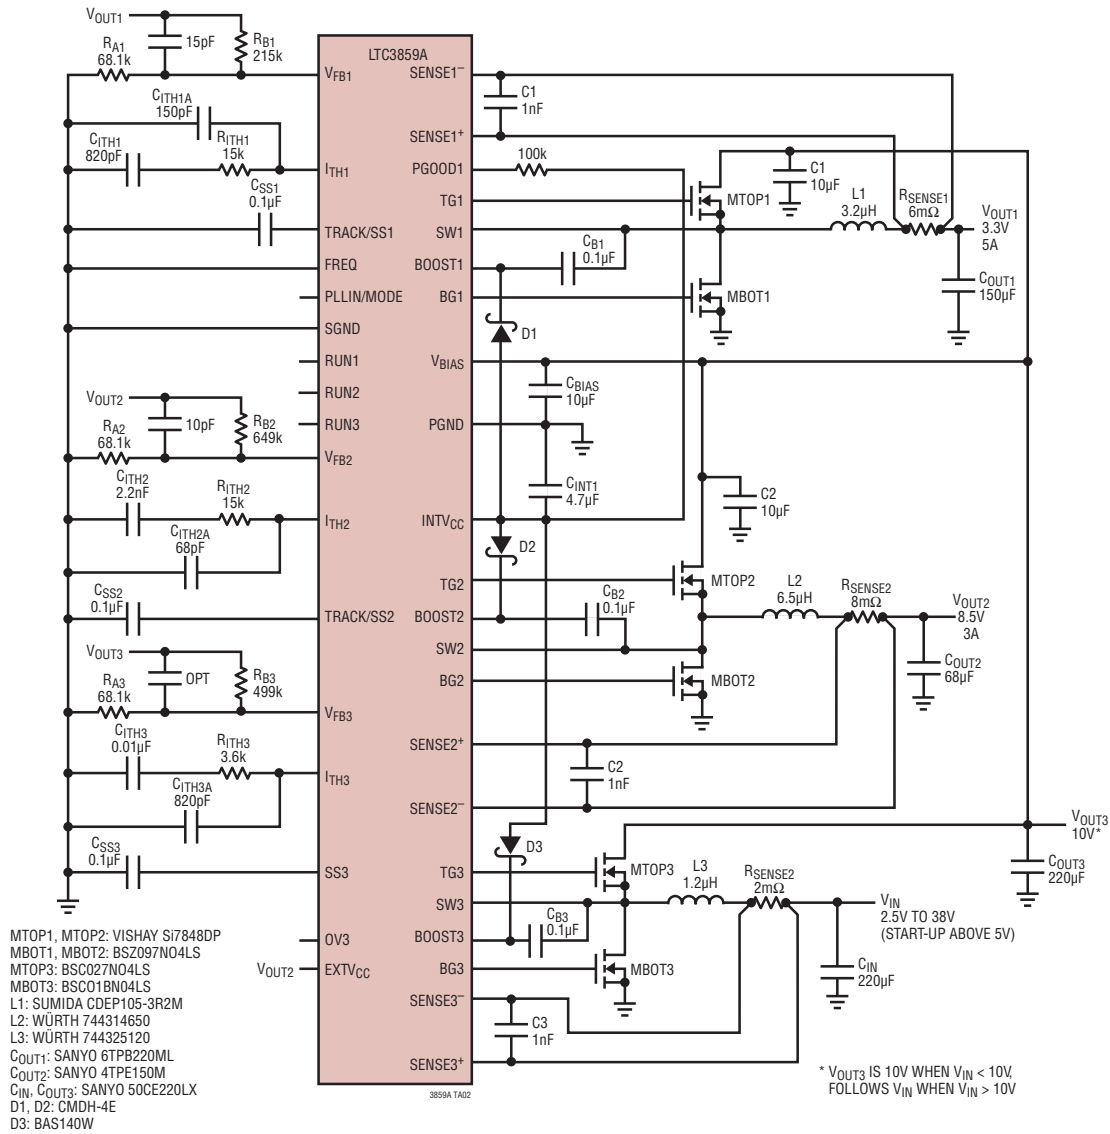 VOUT1
15pF
RB1
215k
RA1
68.1k
LTC3859A
VFB1
SENSE1–
C1
1nF
CITH1A
150pF
SENSE1+
CITH1
820pF
RITH1
15k
ITH1
PGOOD1
100k
C1
10µF
MTOP1
TG1
CSS1
0.1µF
TRACK/SS1
SW1
L1
3.2µH
RSENSE1
6mΩ
VOUT1
3.3V
5A
CB1
0.1µF
FREQ
BOOST1
COUT1
150µF
PLLIN/MODE
BG1
MBOT1
SGND
D1
RUN1
VBIAS
CBIAS
10µF
RUN2
VOUT2
10pF
RB2
649k
RUN3
PGND
RA2
68.1k
VFB2
CITH2
2.2nF
RITH2
15k
ITH2
CINT1
4.7µF
C2
10µF
INTVCC
D2
CITH2A
68pF
TG2
MTOP2
L2
6.5µH
RSENSE2
8mΩ
VOUT2
8.5V
3A
CSS2
0.1µF
TRACK/SS2
BOOST2
CB2
0.1µF
SW2
VOUT3
OPT
RB3
499k
BG2
MBOT2
COUT2
68µF
RA3
68.1k
VFB3
SENSE2+
CITH3
0.01µF
RITH3
3.6k
ITH3
C2
1nF
CITH3A
820pF
SENSE2–
VOUT3
10V*
D3
CSS3
0.1µF
SS3
TG3
MTOP3
L3
1.2µH
RSENSE2
2mΩ
COUT3
220µF
SW3
VIN
2.5V TO 38V
(START-UP ABOVE 5V)
OV3
BOOST3
CB3
0.1µF
VOUT2
EXTVCC
BG3
MBOT3
CIN
220µF
SENSE3–
C3
1nF
SENSE3+
MTOP1, MTOP2: VISHAY Si7848DP
MBOT1, MBOT2: BSZ097NO4LS
MTOP3: BSC027NO4LS
MBOT3: BSCO1BN04LS
L1: SUMIDA CDEP105-3R2M
L2: WÜRTH 744314650
L3: WÜRTH 744325120
COUT1: SANYO 6TPB220ML
COUT2: SANYO 4TPE150M
CIN, COUT3: SANYO 50CE220LX
D1, D2: CMDH-4E
D3: BAS140W
3859A TA02
* VOUT3 IS 10V WHEN VIN < 10V,
FOLLOWS VIN WHEN VIN > 10V